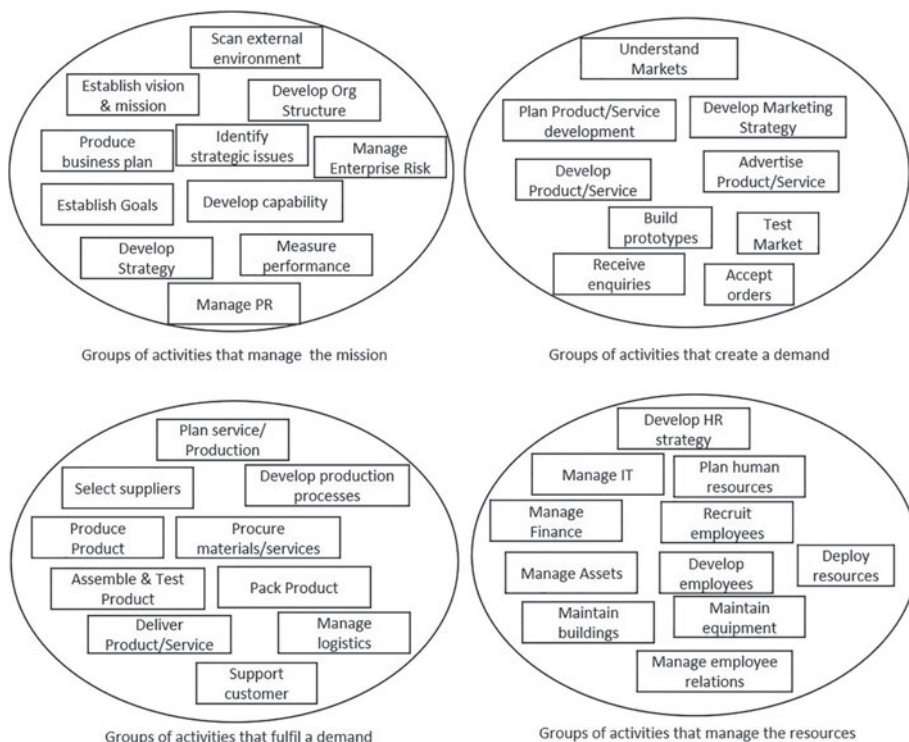 Scan external
environment
Establish vision
& mission
Develop Org
Structure
Produce
business plan
Identify
strategic issues
Manage
Enterprise Risk
Establish Goals
Develop capability
Develop
Strategy
Measure
performance
Manage PR
Groups of activities that manage the mission
Understand
Markets
Plan Product/Service
development
Develop Marketing
Strategy
Develop
Product/Service
Advertise
Product/Service
Build
prototypes
Test
Market
Receive
enquiries
Accept
orders
Groups of activities that create a demand
Plan service/
Production
Select suppliers
Develop production
processes
Produce
Product
Procure
materials/services
Assemble & Test
Product
Pack Product
Deliver
Product/Service
Manage
logistics
Support
customer
Groups of activities that fulfil a demand
Develop HR
strategy
Manage IT
Plan human
resources
Manage
Finance
Recruit
employees
Manage Assets
Develop
employees
Deploy
resources
Maintain
buildings
Maintain
equipment
Manage employee
relations
Groups of activities that manage the resources